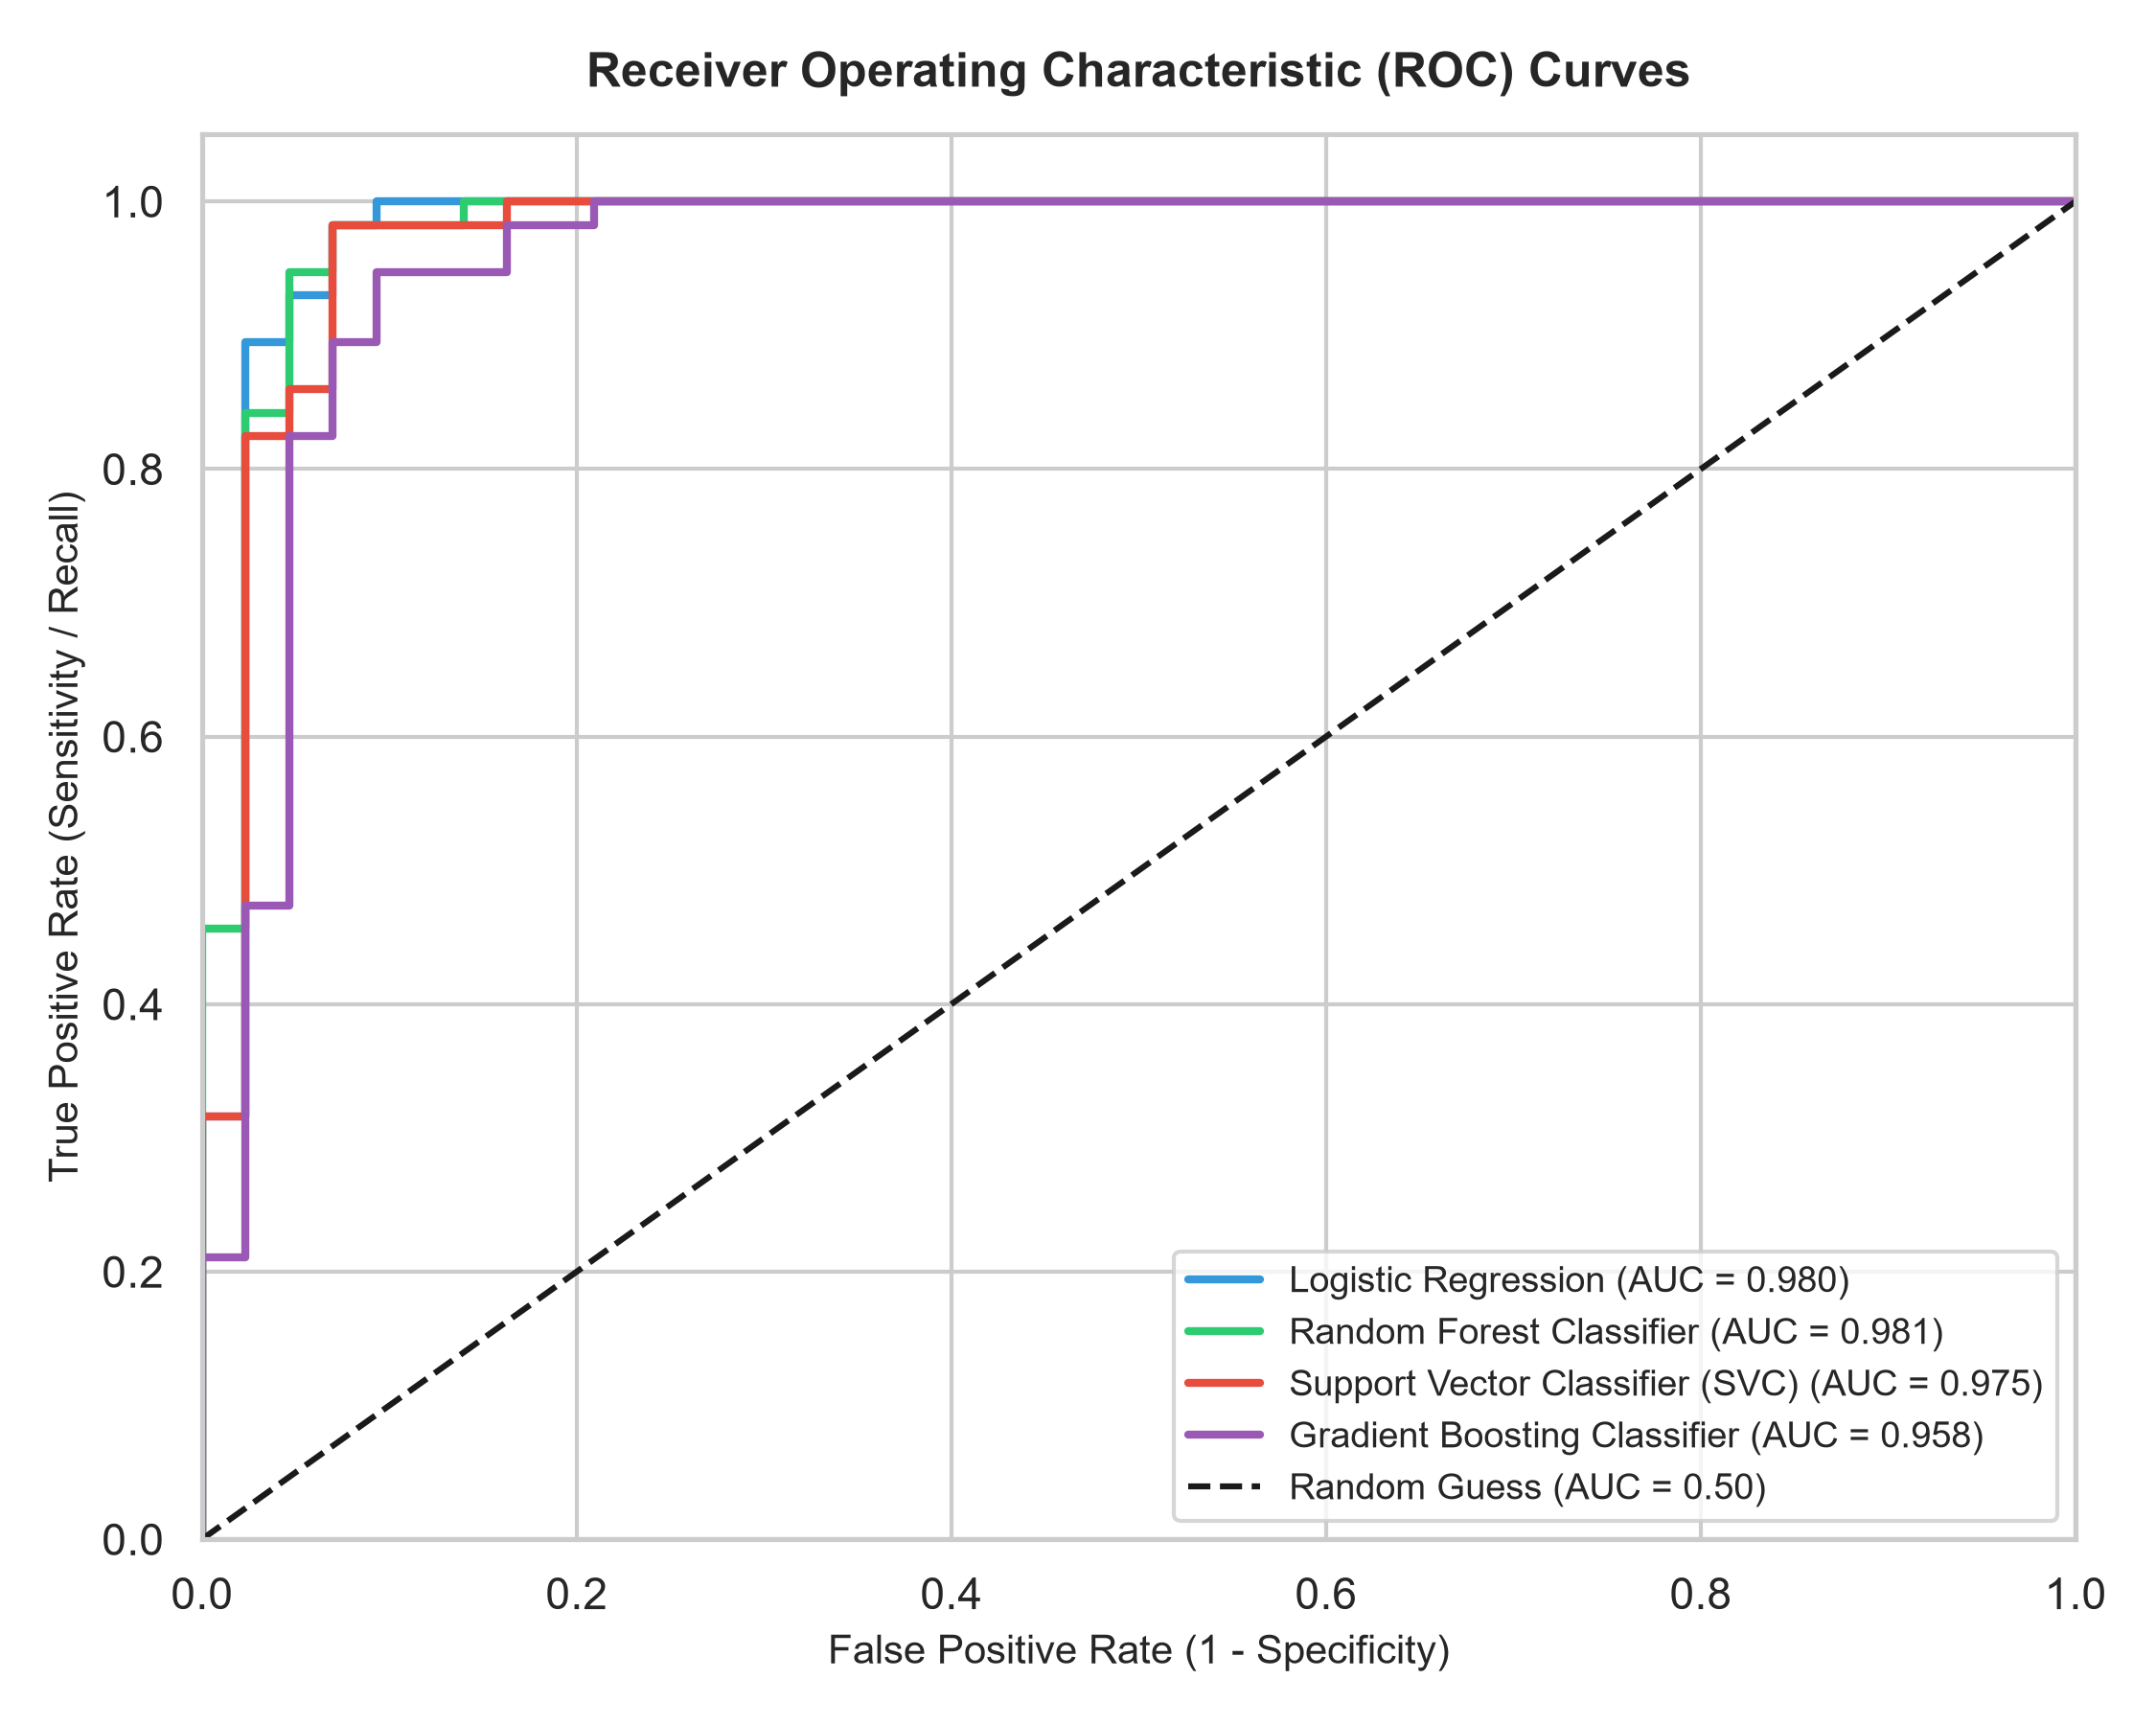 Receiver Operating Characteristic (ROC) Curves
True Positive Rate (Sensitivity / Recall)
1.0
0.8
0.6
0.4
0.2
0.0
Logistic Regression (AUC = 0.980)
Random Forest Classifier (AUC = 0.981)
Support Vector Classifier (SVC) (AUC = 0.975)
Gradient Boosting Classifier (AUC = 0.958)
Random Guess (AUC = 0.50)
0.0 0.2 0.4 0.6 0.8 1.0
False Positive Rate (1 - Specificity)